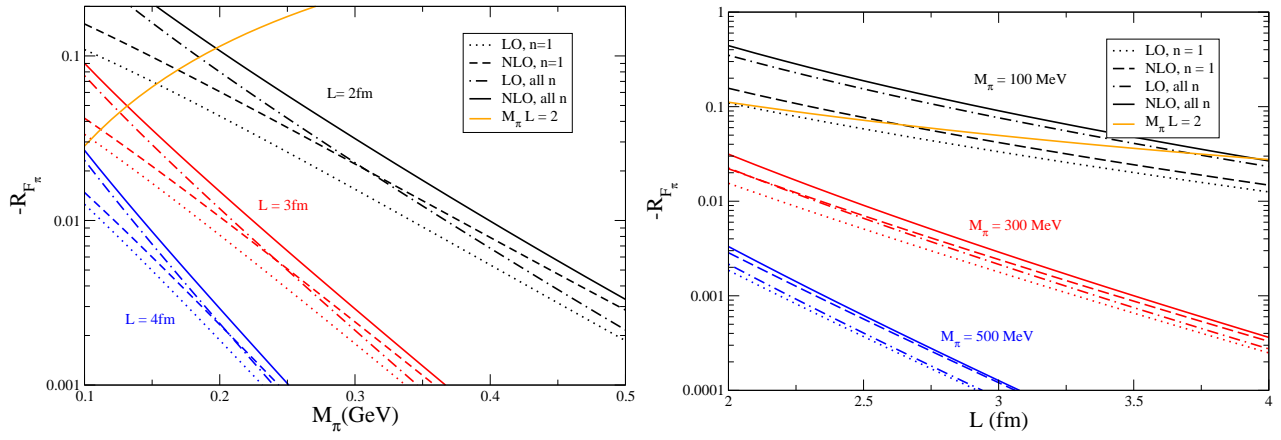 0.1
0.01
0.001
-R_{F_π}
LO, n=1
NLO, n=1
LO, all n
NLO, all n
M_π L = 2
L= 2fm
L = 3fm
L = 4fm
0.1 0.2 0.3 0.4 0.5
M_π(GeV)
1
0.1
0.01
0.001
0.0001
-R_{F_π}
LO, n = 1
NLO, n = 1
LO, all n
NLO, all n
M_π L = 2
M_π = 100 MeV
M_π = 300 MeV
M_π = 500 MeV
2 2.5 3 3.5 4
L (fm)